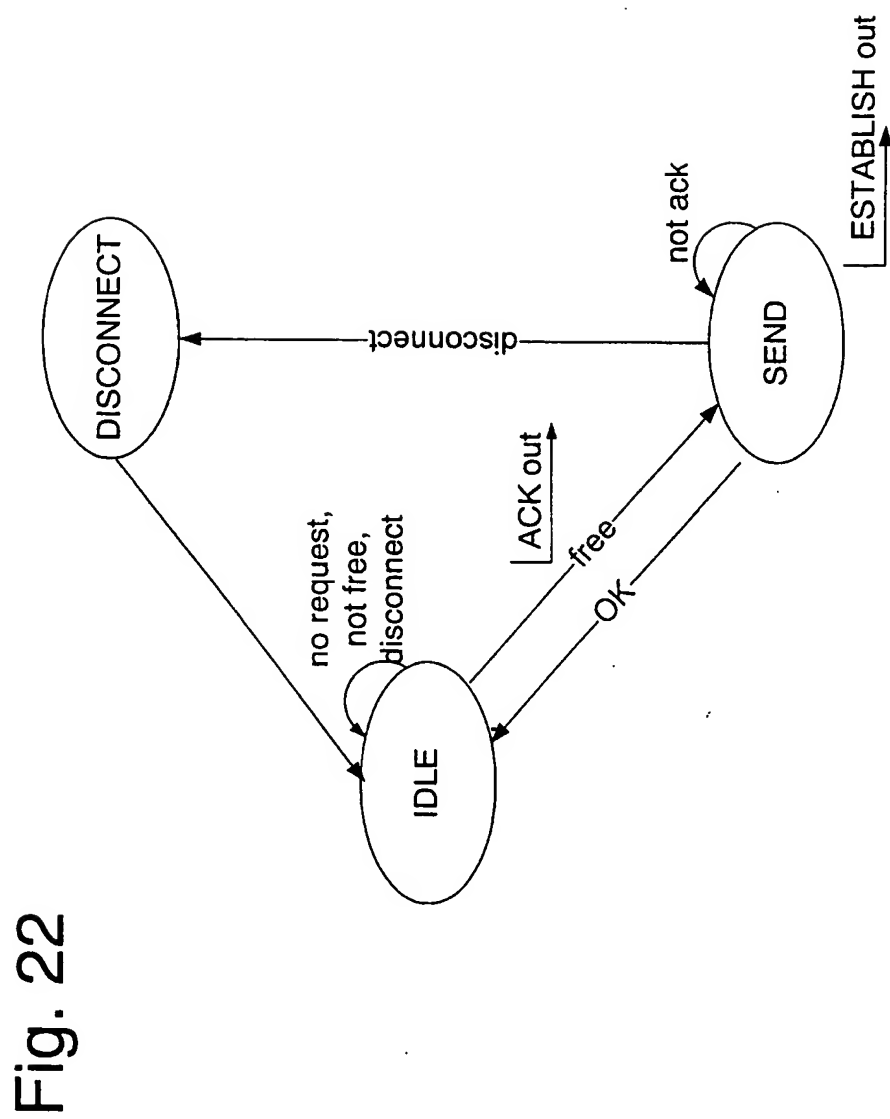 Fig. 22
DISCONNECT
no request,
not free,
disconnect
IDLE
disconnect
ACK out
free
OK
not ack
SEND
ESTABLISH out